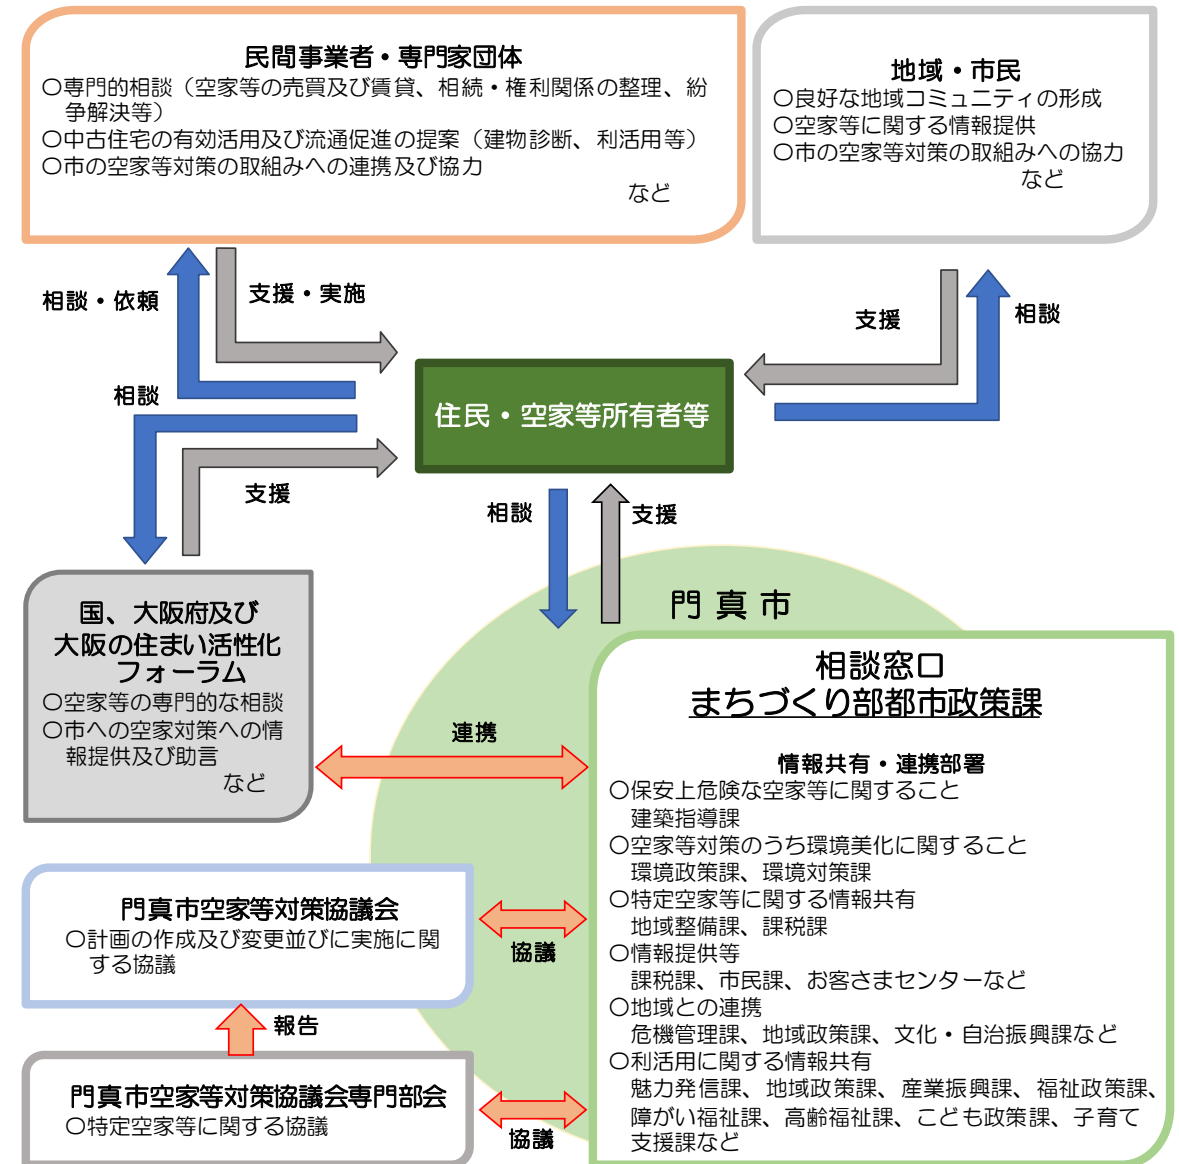 民間事業者・専門家団体
〇専門的相談（空家等の売買及び賃貸、相続・権利関係の整理、紛
争解決等）
〇中古住宅の有効活用及び流通促進の提案（建物診断、利活用等）
〇市の空家等対策の取組みへの連携及び協力
など
地域・市民
〇良好な地域コミュニティの形成
〇空家等に関する情報提供
〇市の空家等対策の取組みへの協力
など
相談・依頼
支援・実施
支援
相談
相談
住民・空家等所有者等
支援
相談
支援
門真市
国、大阪府及び
大阪の住まい活性化
フォーラム
〇空家等の専門的な相談
〇市への空家対策への情
報提供及び助言
など
連携
相談窓口
まちづくり部都市政策課
情報共有・連携部署
〇保安上危険な空家等に関すること
建築指導課
〇空家等対策のうち環境美化に関すること
環境政策課、環境対策課
〇特定空家等に関する情報共有
地域整備課、課税課
〇情報提供等
課税課、市民課、お客さまセンターなど
〇地域との連携
危機管理課、地域政策課、文化・自治振興課など
〇利活用に関する情報共有
魅力発信課、地域政策課、産業振興課、福祉政策課、
障がい福祉課、高齢福祉課、こども政策課、子育て
支援課など
門真市空家等対策協議会
〇計画の作成及び変更並びに実施に関
する協議
協議
報告
門真市空家等対策協議会専門部会
〇特定空家等に関する協議
協議